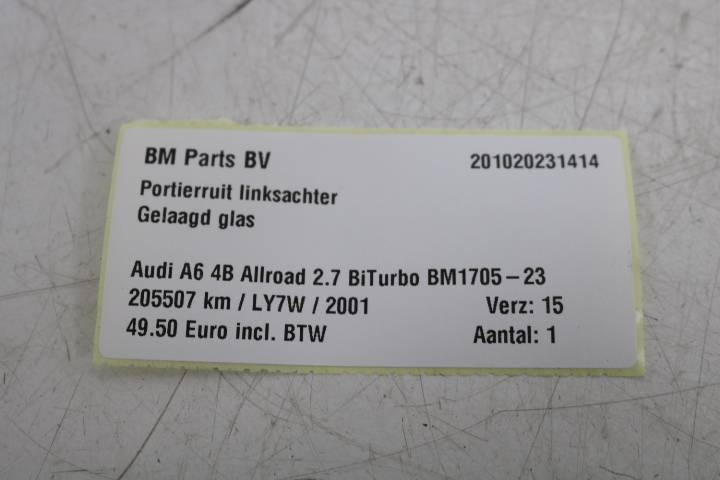 BM Parts BV 201020231414
Portierruit linksachter
Gelaagd glas
Audi A6 4B Allroad 2.7 BiTurbo BM1705-23
205507 km / LY7W / 2001 Verz: 15
49.50 Euro incl. BTW Aantal: 1